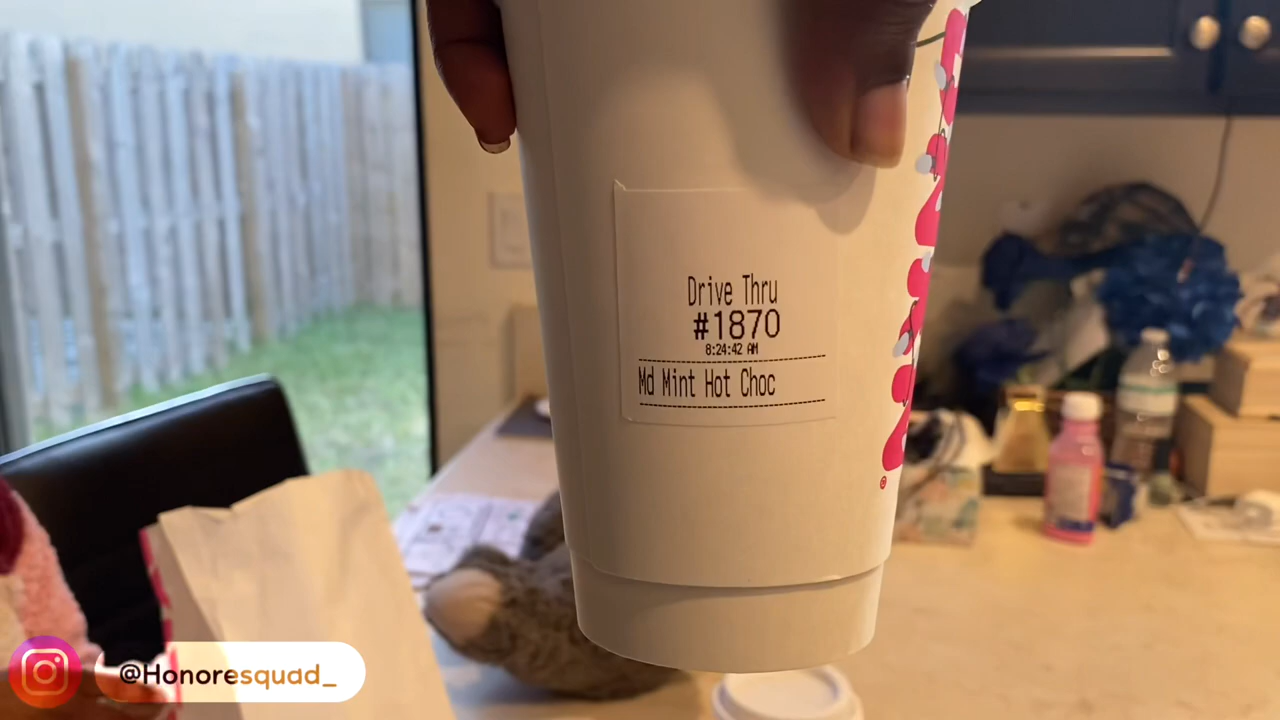 Drive Thru
#1870
8:24:42 AM
Md Mint Hot Choc
@Honoresquad_